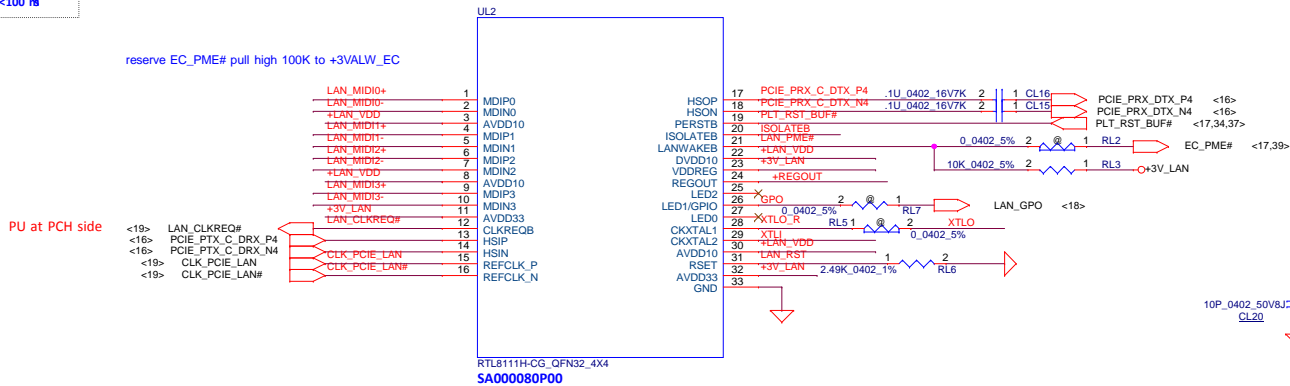 <100 ns
UL2
reserve EC_PME# pull high 100K to +3VALW_EC
LAN_MIDI0+ 1 MDIP0
LAN_MIDI0- 2 MDIN0
+LAN_VDD 3 AVDD10
LAN_MIDI1+ 4 MDIP1
LAN_MIDI1- 5 MDIN1
LAN_MIDI2+ 6 MDIP2
LAN_MIDI2- 7 MDIN2
+LAN_VDD 8 AVDD10
LAN_MIDI3+ 9 MDIP3
LAN_MIDI3- 10 MDIN3
+3V_LAN 11 AVDD33
PU at PCH side <19> LAN_CLKREQ# LAN_CLKREQ# 12 CLKREQB
<16> PCIE_PTX_C_DRX_P4 13 HSIP
<16> PCIE_PTX_C_DRX_N4 14 HSIN
<19> CLK_PCIE_LAN CLK_PCIE_LAN 15 REFCLK_P
<19> CLK_PCIE_LAN# CLK_PCIE_LAN# 16 REFCLK_N
HSOP 17 PCIE_PRX_C_DTX_P4 .1U_0402_16V7K 2 1 CL16 PCIE_PRX_DTX_P4 <16>
HSON 18 PCIE_PRX_C_DTX_N4 .1U_0402_16V7K 2 1 CL15 PCIE_PRX_DTX_N4 <16>
PERSTB 19 PLT_RST_BUF# PLT_RST_BUF# <17,34,37>
ISOLATEB 20 ISOLATEB
LANWAKEB 21 LAN_PME# 0_0402_5% 2 @ 1 RL2 EC_PME# <17,39>
DVDD10 22 +LAN_VDD
VDDREG 23 +3V_LAN 10K_0402_5% 2 1 RL3 +3V_LAN
REGOUT 24 +REGOUT
LED2 25
LED1/GPIO 26 GPO 0_0402_5% 2 @ 1 RL7 LAN_GPO <18>
LED0 27
CKXTAL1 28 XTLO_R RL5 1 @ 2 0_0402_5% XTLO
CKXTAL2 29 XTLI
AVDD10 30 +LAN_VDD
RSET 31 LAN_RST 2.49K_0402_1% 1 2 RL6
AVDD33 32 +3V_LAN
GND 33
RTL8111H-CG_QFN32_4X4
SA000080P00
10P_0402_50V8J
CL20